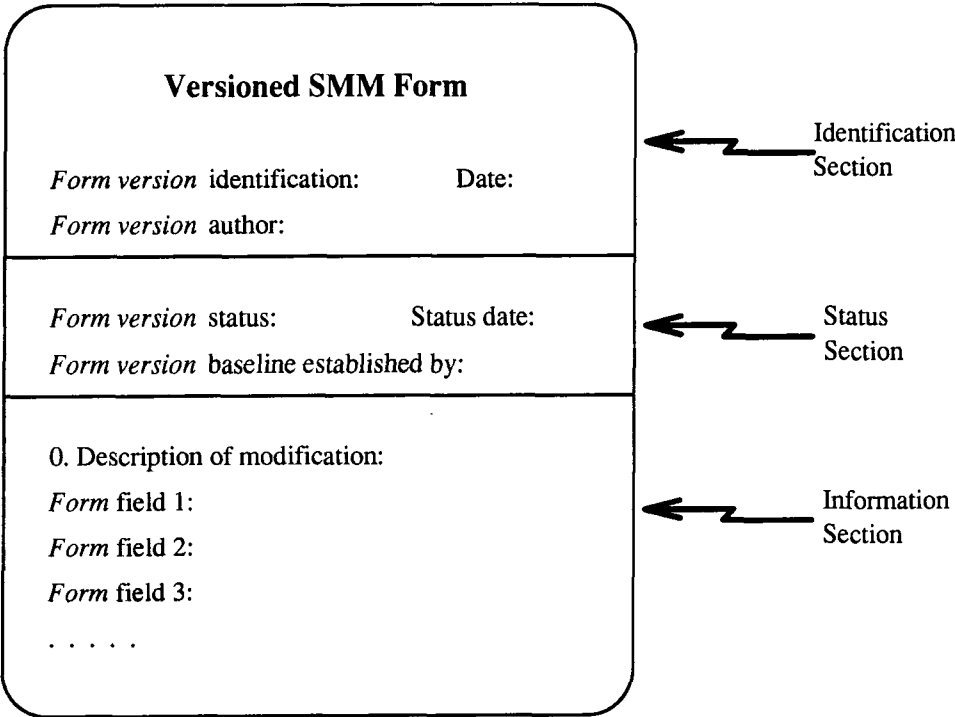 Versioned SMM Form
Form version identification: Date:
Form version author:
Identification
Section
Form version status: Status date:
Form version baseline established by:
Status
Section
0. Description of modification:
Form field 1:
Form field 2:
Form field 3:
. . . . .
Information
Section